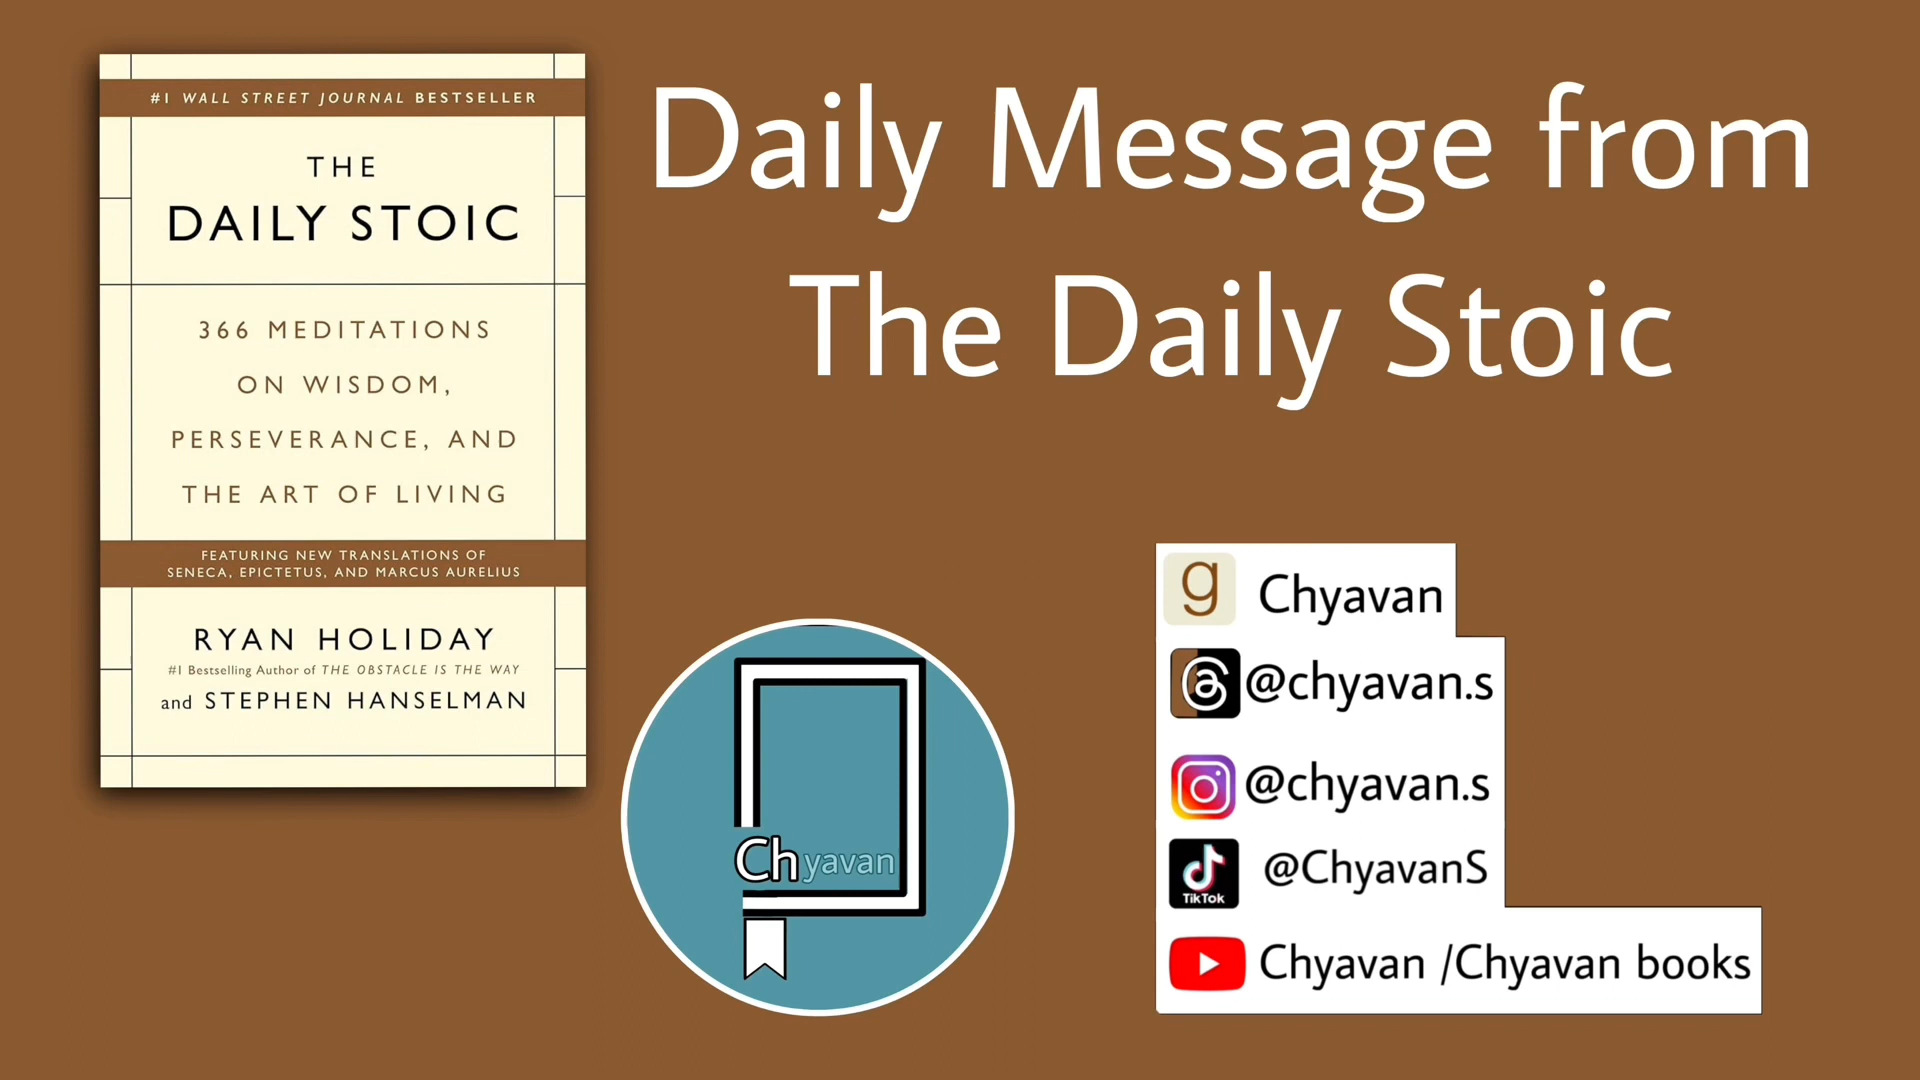 #1 WALL STREET JOURNAL BESTSELLER
THE
DAILY STOIC
366 MEDITATIONS
ON WISDOM,
PERSEVERANCE, AND
THE ART OF LIVING
FEATURING NEW TRANSLATIONS OF
SENECA, EPICTETUS, AND MARCUS AURELIUS
RYAN HOLIDAY
#1 Bestselling Author of THE OBSTACLE IS THE WAY
and STEPHEN HANSELMAN
Daily Message from
The Daily Stoic
Chyavan
g Chyavan
@chyavan.s
@chyavan.s
TikTok @ChyavanS
Chyavan /Chyavan books